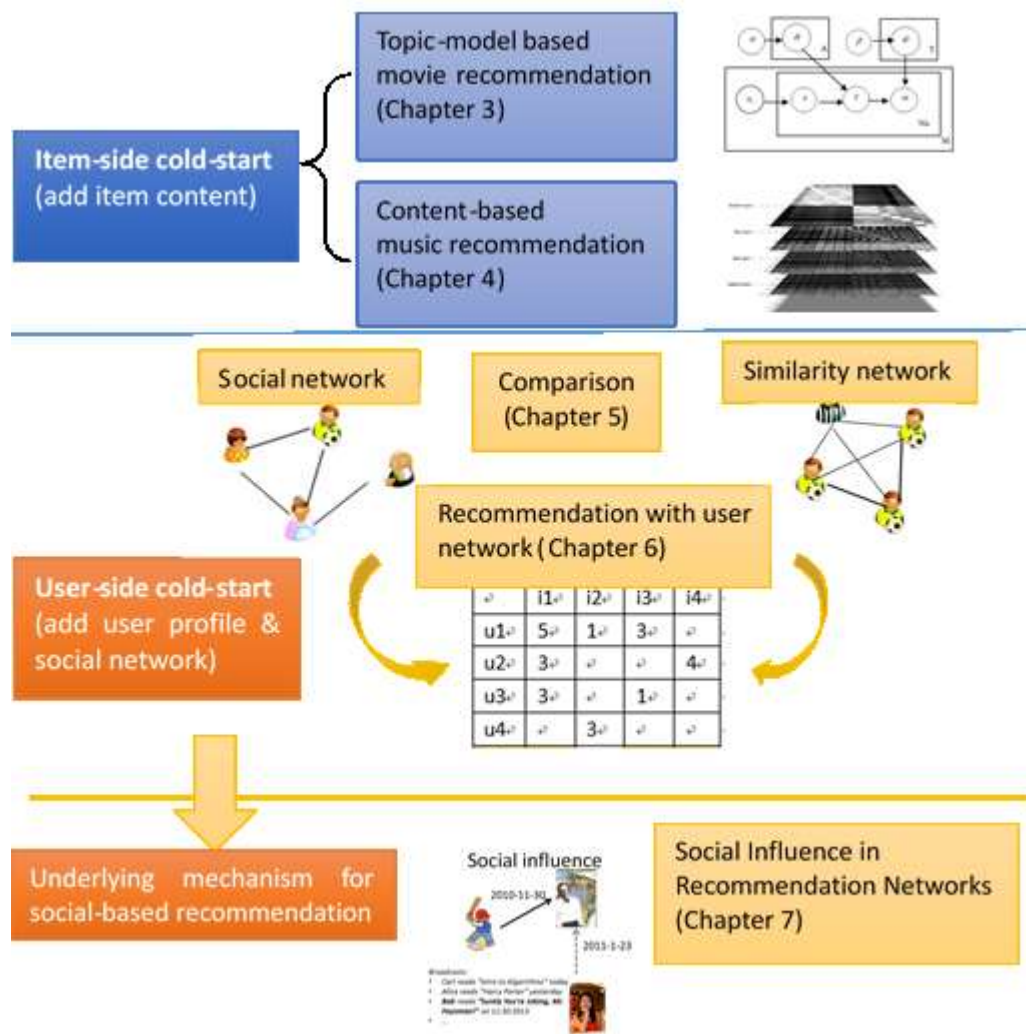 Topic-model based
movie recommendation
(Chapter 3)
Item-side cold-start
(add item content)
Content-based
music recommendation
(Chapter 4)
Social network
Comparison
(Chapter 5)
Similarity network
Recommendation with user
network (Chapter 6)
User-side cold-start
(add user profile &
social network)
i1 i2 i3 i4
u1 5 1 3
u2 3 4
u3 3 1
u4 3
Underlying mechanism for
social-based recommendation
Social influence
2010-11-30
2011-1-23
Social Influence in
Recommendation Networks
(Chapter 7)